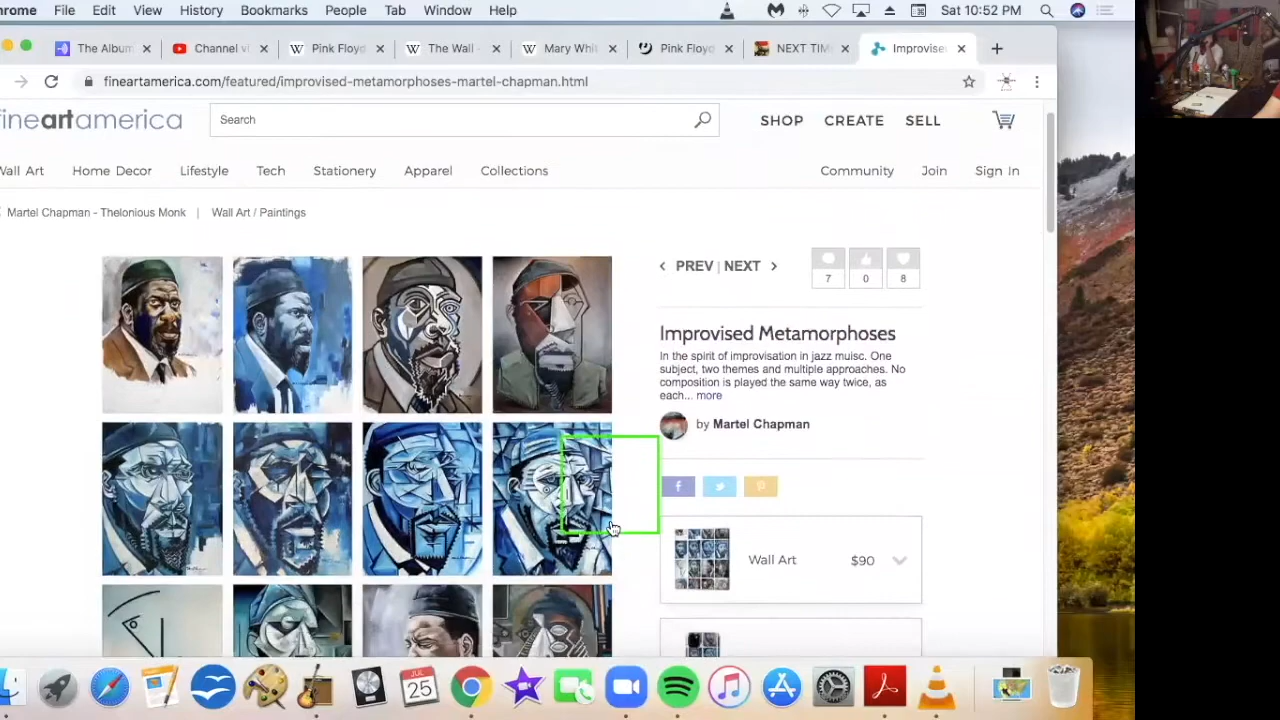 hrome File Edit View History Bookmarks People Tab Window Help Sat 10:52 PM
The Album Channel vi Pink Floyd The Wall - Mary Whit Pink Floyd NEXT TIM Improvise
fineartamerica.com/featured/improvised-metamorphoses-martel-chapman.html
fineartamerica Search SHOP CREATE SELL
Wall Art Home Decor Lifestyle Tech Stationery Apparel Collections Community Join Sign In
Martel Chapman - Thelonious Monk | Wall Art / Paintings
PREV | NEXT
7 0 8
Improvised Metamorphoses
In the spirit of improvisation in jazz muisc. One
subject, two themes and multiple approaches. No
composition is played the same way twice, as
each... more
by Martel Chapman
Wall Art $90
JUL
25